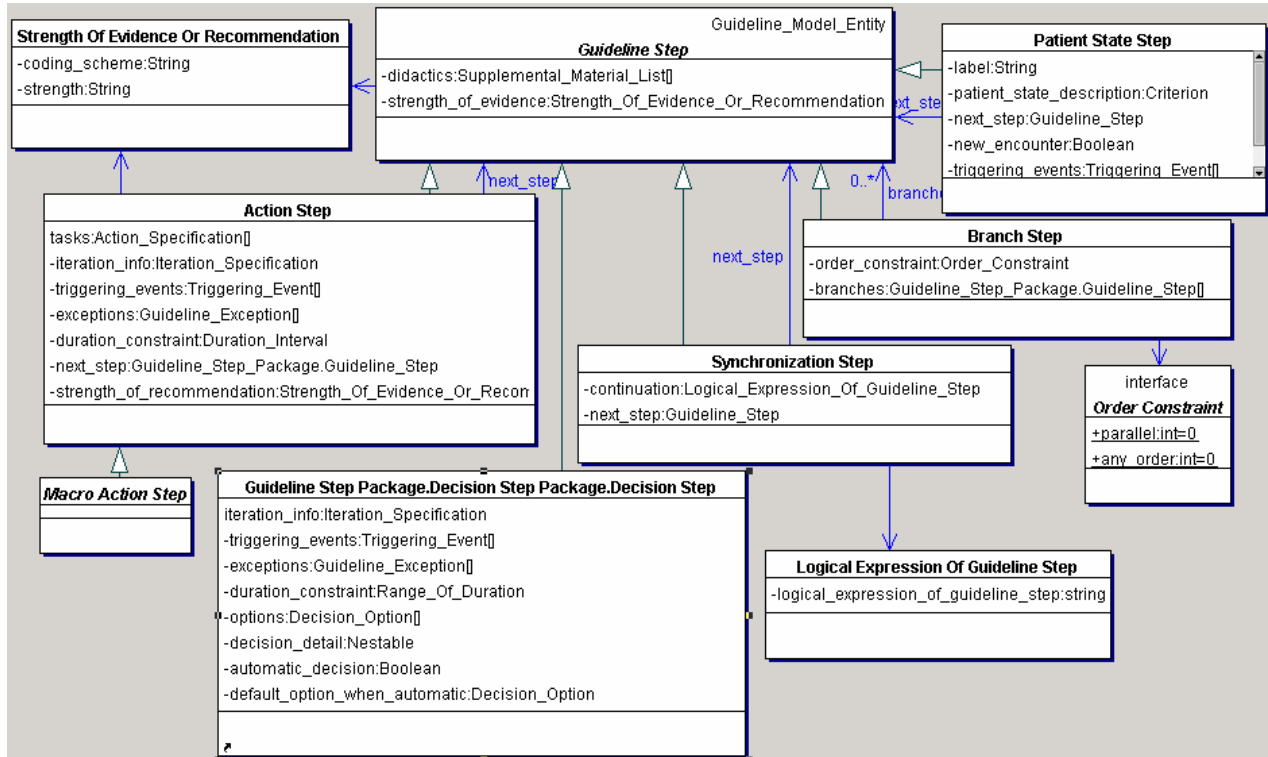 Strength Of Evidence Or Recommendation
-coding_scheme:String
-strength:String
Guideline_Model_Entity
Guideline Step
-didactics:Supplemental_Material_List[]
-strength_of_evidence:Strength_Of_Evidence_Or_Recommendation
Patient State Step
-label:String
-patient_state_description:Criterion
-next_step:Guideline_Step
-new_encounter:Boolean
-triggering_events:Triggering_Event[]
ext_ste
next_step
0..*
branche
next_step
Action Step
tasks:Action_Specification[]
-iteration_info:Iteration_Specification
-triggering_events:Triggering_Event[]
-exceptions:Guideline_Exception[]
-duration_constraint:Duration_Interval
-next_step:Guideline_Step_Package.Guideline_Step
-strength_of_recommendation:Strength_Of_Evidence_Or_Recom
Branch Step
-order_constraint:Order_Constraint
-branches:Guideline_Step_Package.Guideline_Step[]
Synchronization Step
-continuation:Logical_Expression_Of_Guideline_Step
-next_step:Guideline_Step
interface
Order Constraint
+parallel:int=0
+any_order:int=0
Macro Action Step
Guideline Step Package.Decision Step Package.Decision Step
iteration_info:Iteration_Specification
-triggering_events:Triggering_Event[]
-exceptions:Guideline_Exception[]
-duration_constraint:Range_Of_Duration
-options:Decision_Option[]
-decision_detail:Nestable
-automatic_decision:Boolean
-default_option_when_automatic:Decision_Option
Logical Expression Of Guideline Step
-logical_expression_of_guideline_step:string